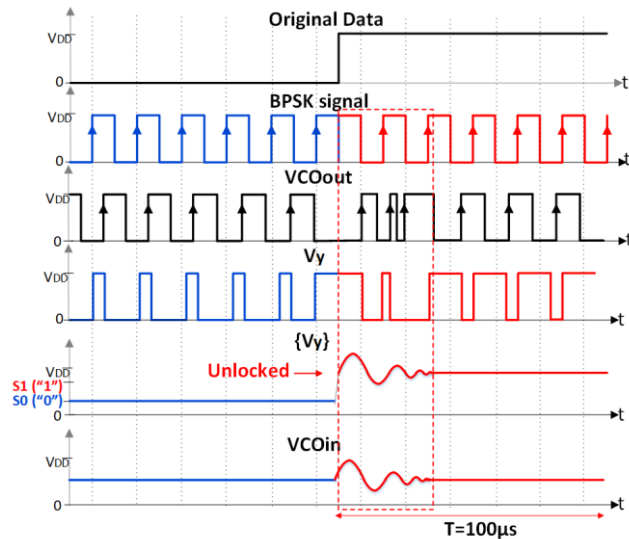 Original Data
VDD
0
t
BPSK signal
VDD
0
t
VCOout
VDD
0
t
Vy
VDD
0
t
{Vy}
VDD
Unlocked
S1 ("1")
S0 ("0")
0
t
VCOin
VDD
0
t
T=100μs